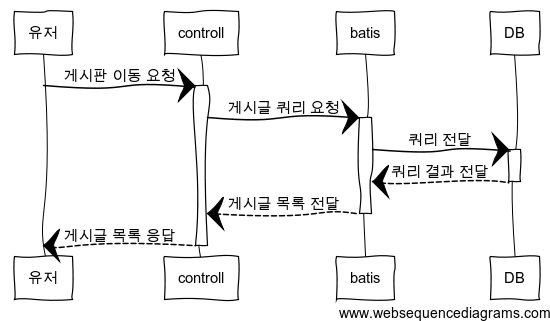 유저 controll batis DB
게시판 이동 요청
게시글 쿼리 요청
쿼리 전달
쿼리 결과 전달
게시글 목록 전달
게시글 목록 응답
유저 controll batis DB
www.websequencediagrams.com